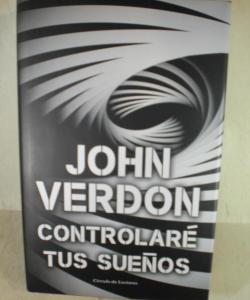 JOHN
VERDON
CONTROLARÉ
TUS SUEÑOS
Círculo de Lectores